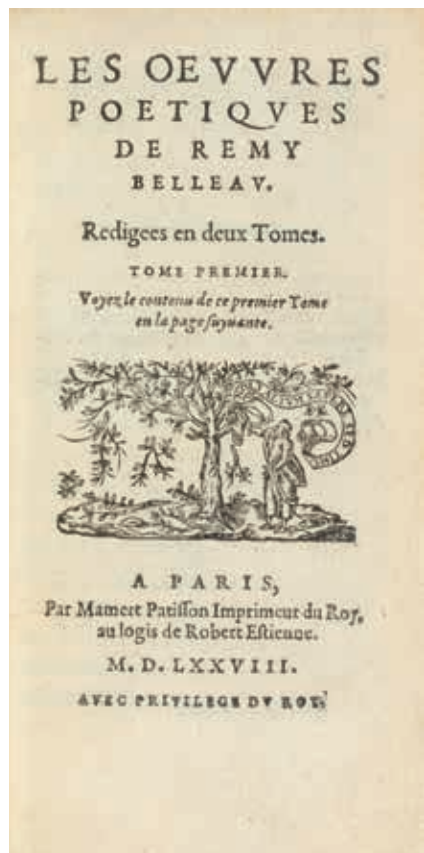 LES OEVVRES
POETIQVES
DE REMY
BELLEAV.
Redigees en deux Tomes.
TOME PREMIER.
Voyez le contenu de ce premier Tome
en la page suyuante.
A PARIS,
Par Mamert Patisson Imprimeur du Roy,
au logis de Robert Estienne.
M. D. LXXVIII.
AVEC PRIVILEGE DV ROY.